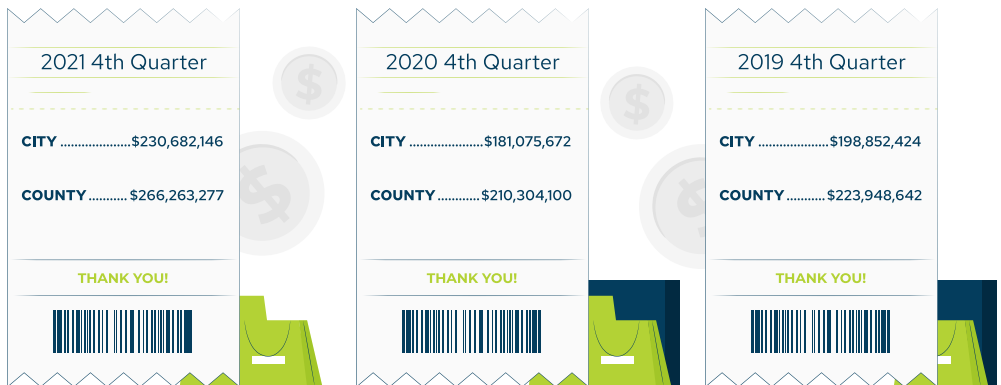 2021 4th Quarter
CITY ...................$230,682,146
COUNTY ........... $266,263,277
THANK YOU!
2020 4th Quarter
CITY ....................$181,075,672
COUNTY ........... $210,304,100
THANK YOU!
2019 4th Quarter
CITY ...................$198,852,424
COUNTY ...........$223,948,642
THANK YOU!
$
$
$
$